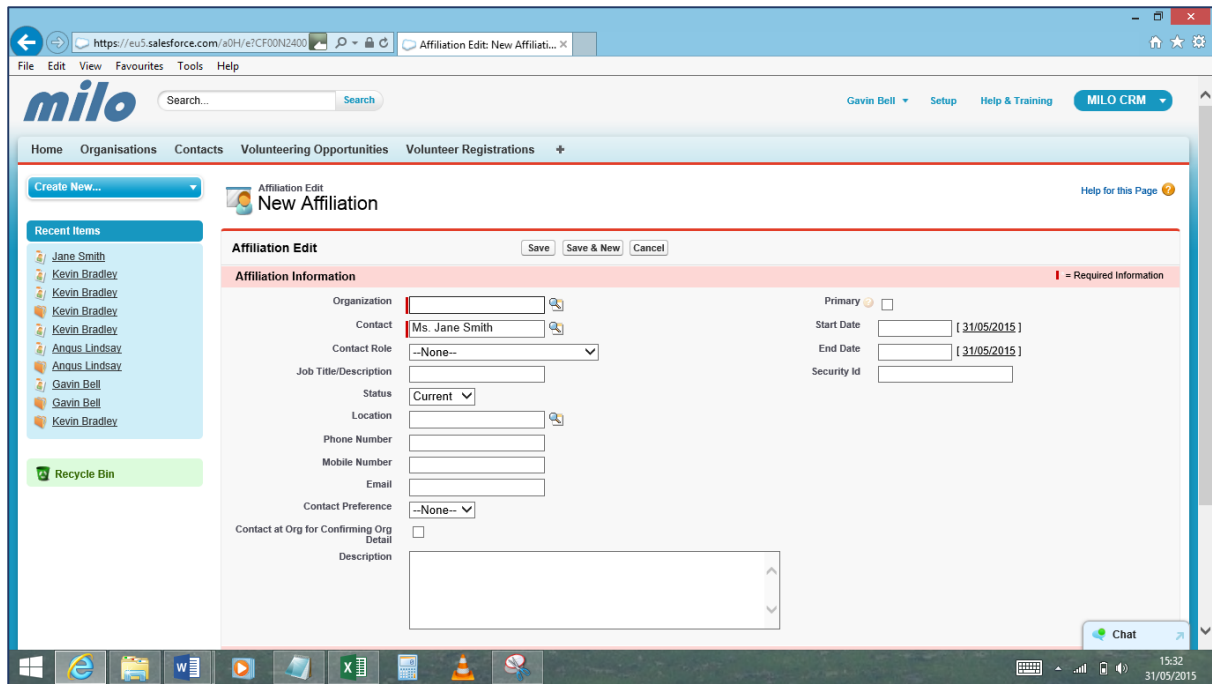 https://eu5.salesforce.com/a0H/e?CF00N2400
Affiliation Edit: New Affiliati...
File Edit View Favourites Tools Help
milo
Search...
Search
Gavin Bell
Setup
Help & Training
MILO CRM
Home Organisations Contacts Volunteering Opportunities Volunteer Registrations +
Create New...
Recent Items
Jane Smith
Kevin Bradley
Kevin Bradley
Kevin Bradley
Kevin Bradley
Angus Lindsay
Angus Lindsay
Gavin Bell
Gavin Bell
Kevin Bradley
Recycle Bin
Affiliation Edit
New Affiliation
Help for this Page
Affiliation Edit
Save Save & New Cancel
Affiliation Information
= Required Information
Organization
Contact Ms. Jane Smith
Contact Role --None--
Job Title/Description
Status Current
Location
Phone Number
Mobile Number
Email
Contact Preference --None--
Contact at Org for Confirming Org
Detail
Description
Primary
Start Date [ 31/05/2015 ]
End Date [ 31/05/2015 ]
Security Id
Chat
15:32
31/05/2015